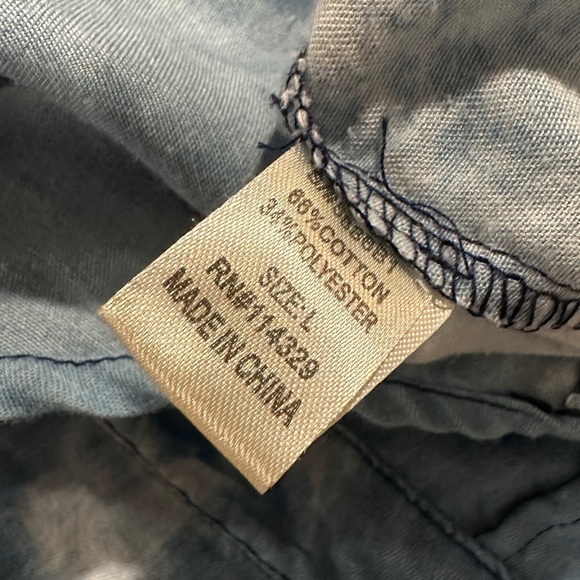 66%COTTON
34%POLYESTER
SIZE:L
RN#114329
MADE IN CHINA